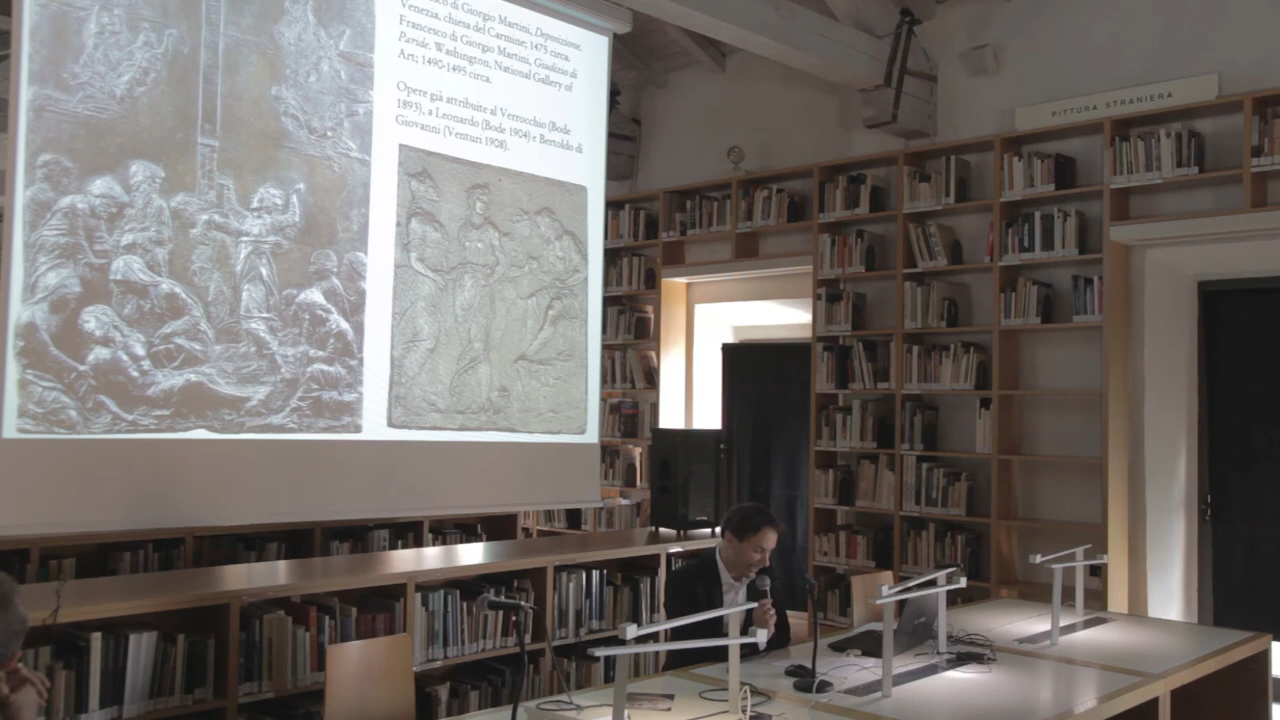 sco di Giorgio Martini, Deposizione.
Venezia, chiesa del Carmine; 1475 circa.
Francesco di Giorgio Martini, Giudizio di
Paride. Washington, National Gallery of
Art; 1490-1495 circa.
Opere già attribuite al Verrocchio (Bode
1893), a Leonardo (Bode 1904) e Bertoldo di
Giovanni (Venturi 1908).
PITTURA STRANIERA